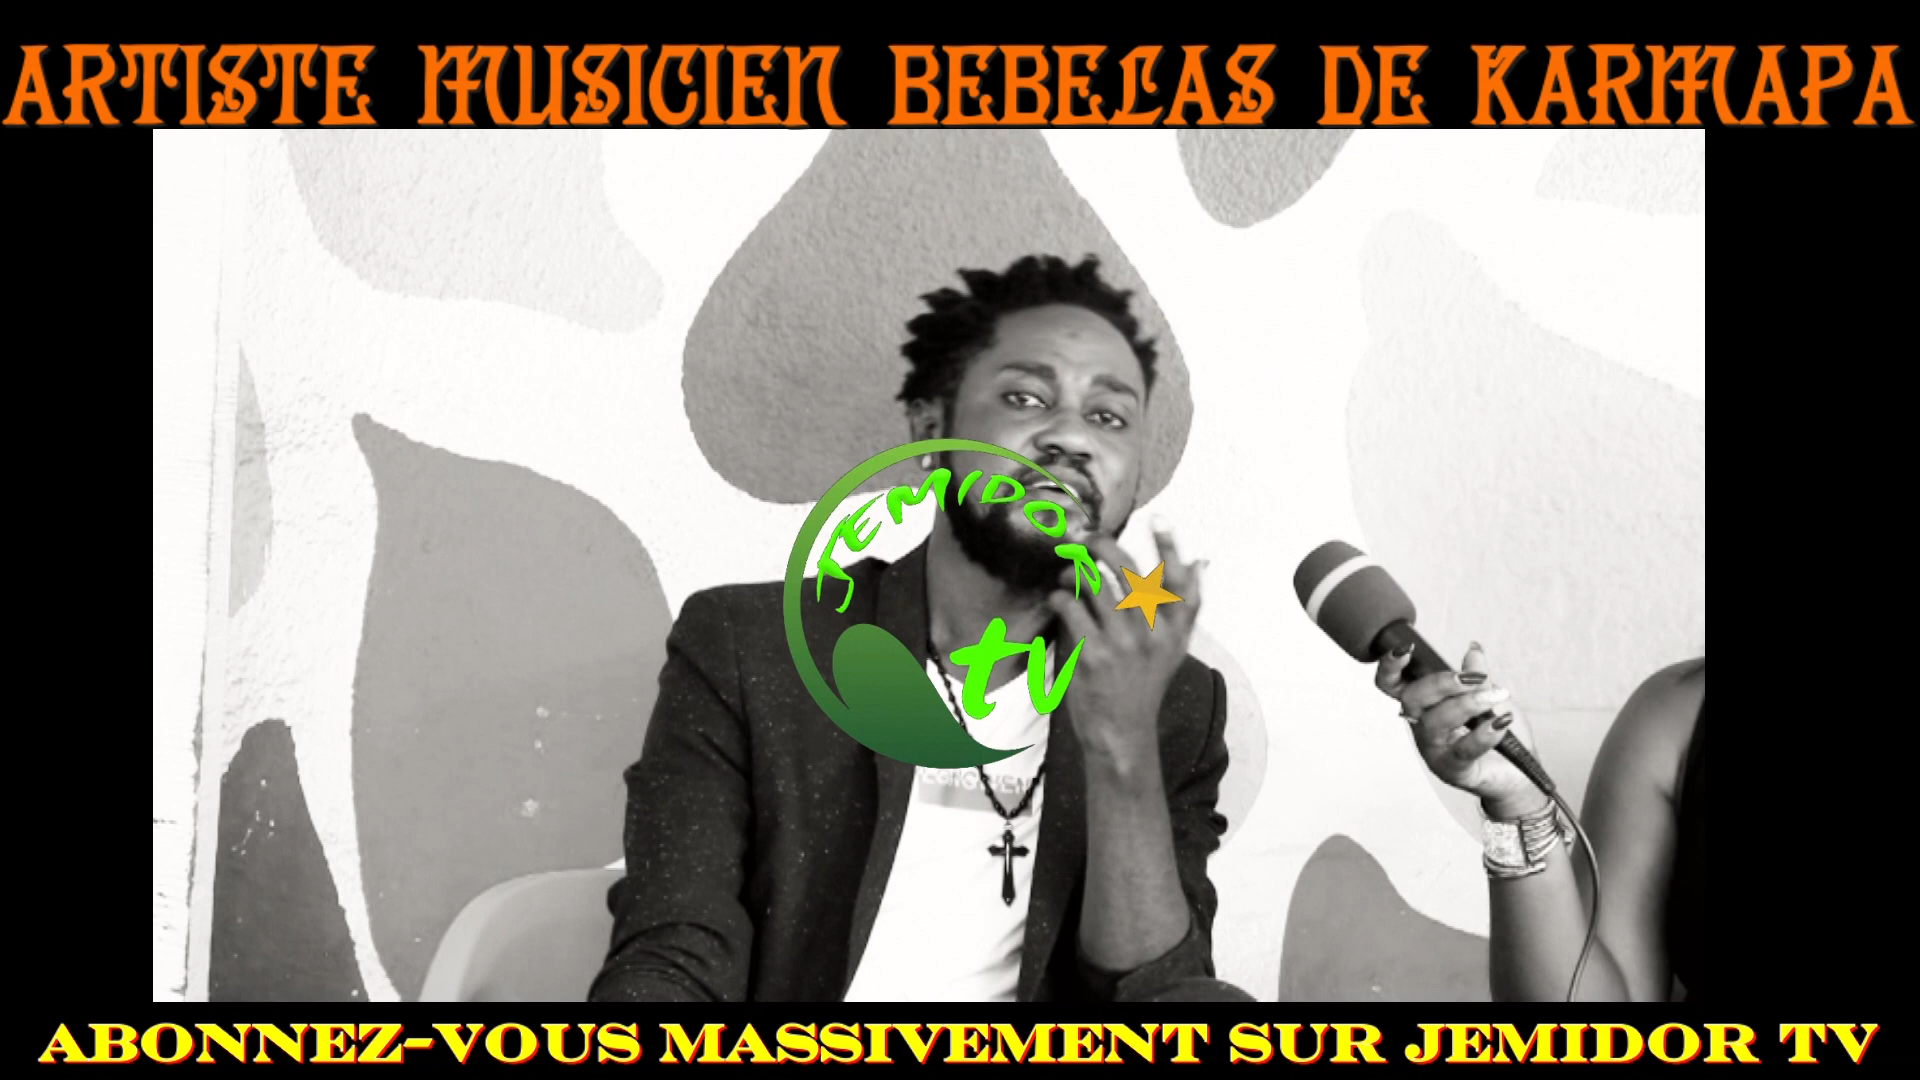 ARTISTE MUSICIEN BEBELAS DE KARMAPA
JEMIDOR
tv
ABONNEZ-VOUS MASSIVEMENT SUR JEMIDOR TV